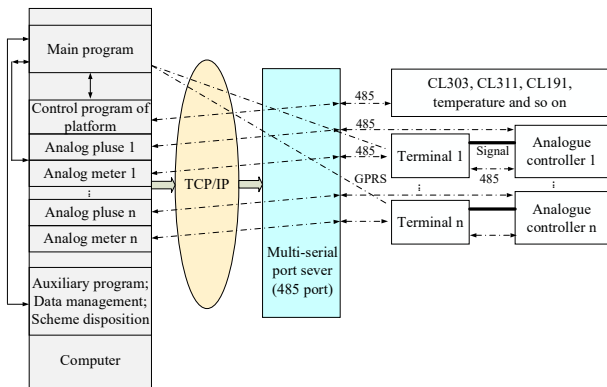 Main program
Control program of
platform
Analog pluse 1
Analog meter 1
Analog pluse n
Analog meter n
Auxiliary program;
Data management;
Scheme disposition
Computer
TCP/IP
Multi-serial
port sever
(485 port)
485
485
485
GPRS
CL303, CL311, CL191,
temperature and so on
Terminal 1
Signal
485
Analogue
controller 1
Terminal n
Analogue
controller n